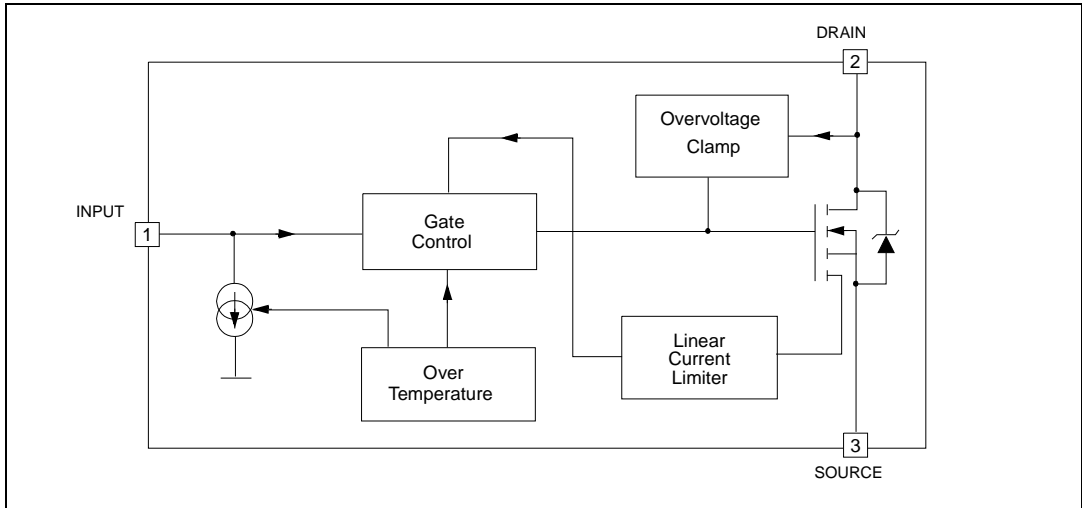 DRAIN
2
Overvoltage
Clamp
INPUT
1
Gate
Control
Linear
Current
Limiter
Over
Temperature
3
SOURCE